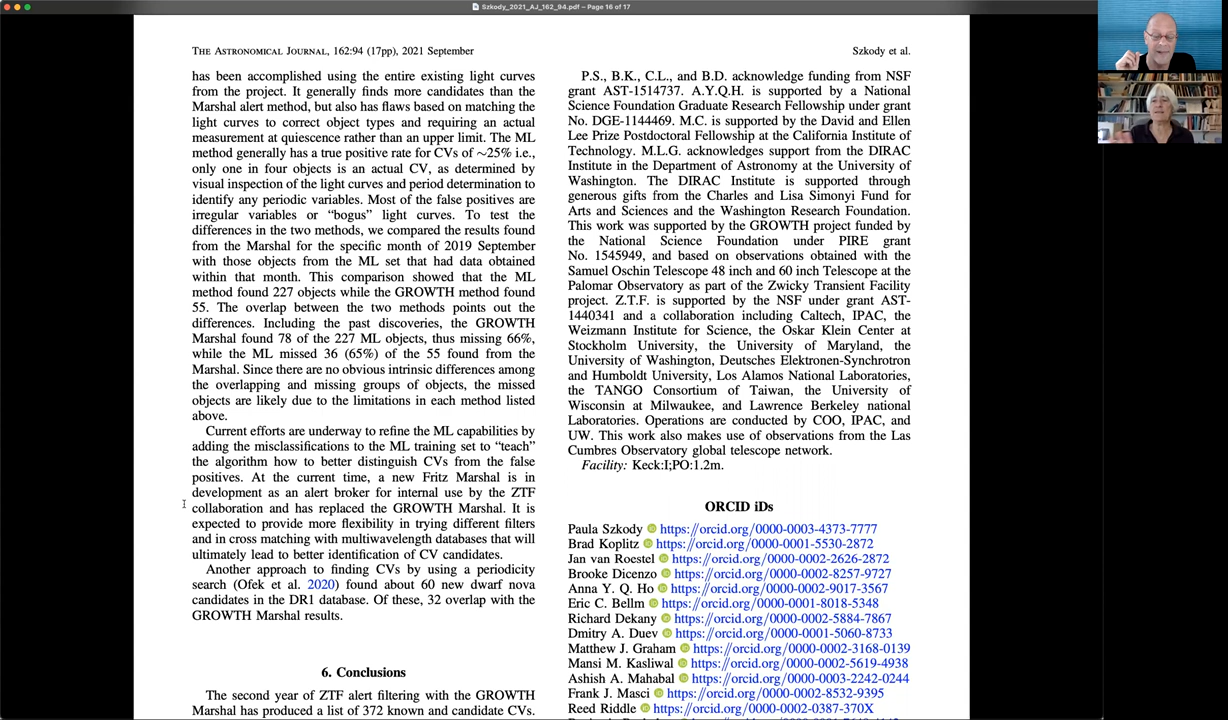 Szkody_2021_AJ_162_94.pdf – Page 16 of 17
The Astronomical Journal, 162:94 (17pp), 2021 September
Szkody et al.
has been accomplished using the entire existing light curves
from the project. It generally finds more candidates than the
Marshal alert method, but also has flaws based on matching the
light curves to correct object types and requiring an actual
measurement at quiescence rather than an upper limit. The ML
method generally has a true positive rate for CVs of ~25% i.e.,
only one in four objects is an actual CV, as determined by
visual inspection of the light curves and period determination to
identify any periodic variables. Most of the false positives are
irregular variables or “bogus” light curves. To test the
differences in the two methods, we compared the results found
from the Marshal for the specific month of 2019 September
with those objects from the ML set that had data obtained
within that month. This comparison showed that the ML
method found 227 objects while the GROWTH method found
55. The overlap between the two methods points out the
differences. Including the past discoveries, the GROWTH
Marshal found 78 of the 227 ML objects, thus missing 66%,
while the ML missed 36 (65%) of the 55 found from the
Marshal. Since there are no obvious intrinsic differences among
the overlapping and missing groups of objects, the missed
objects are likely due to the limitations in each method listed
above.
Current efforts are underway to refine the ML capabilities by
adding the misclassifications to the ML training set to “teach”
the algorithm how to better distinguish CVs from the false
positives. At the current time, a new Fritz Marshal is in
development as an alert broker for internal use by the ZTF
collaboration and has replaced the GROWTH Marshal. It is
expected to provide more flexibility in trying different filters
and in cross matching with multiwavelength databases that will
ultimately lead to better identification of CV candidates.
Another approach to finding CVs by using a periodicity
search (Ofek et al. 2020) found about 60 new dwarf nova
candidates in the DR1 database. Of these, 32 overlap with the
GROWTH Marshal results.
6. Conclusions
The second year of ZTF alert filtering with the GROWTH
Marshal has produced a list of 372 known and candidate CVs.
P.S., B.K., C.L., and B.D. acknowledge funding from NSF
grant AST-1514737. A.Y.Q.H. is supported by a National
Science Foundation Graduate Research Fellowship under grant
No. DGE-1144469. M.C. is supported by the David and Ellen
Lee Prize Postdoctoral Fellowship at the California Institute of
Technology. M.L.G. acknowledges support from the DIRAC
Institute in the Department of Astronomy at the University of
Washington. The DIRAC Institute is supported through
generous gifts from the Charles and Lisa Simonyi Fund for
Arts and Sciences and the Washington Research Foundation.
This work was supported by the GROWTH project funded by
the National Science Foundation under PIRE grant
No. 1545949, and based on observations obtained with the
Samuel Oschin Telescope 48 inch and 60 inch Telescope at the
Palomar Observatory as part of the Zwicky Transient Facility
project. Z.T.F. is supported by the NSF under grant AST-
1440341 and a collaboration including Caltech, IPAC, the
Weizmann Institute for Science, the Oskar Klein Center at
Stockholm University, the University of Maryland, the
University of Washington, Deutsches Elektronen-Synchrotron
and Humboldt University, Los Alamos National Laboratories,
the TANGO Consortium of Taiwan, the University of
Wisconsin at Milwaukee, and Lawrence Berkeley national
Laboratories. Operations are conducted by COO, IPAC, and
UW. This work also makes use of observations from the Las
Cumbres Observatory global telescope network.
Facility: Keck:I;PO:1.2m.
ORCID iDs
Paula Szkody https://orcid.org/0000-0003-4373-7777
Brad Koplitz https://orcid.org/0000-0001-5530-2872
Jan van Roestel https://orcid.org/0000-0002-2626-2872
Brooke Dicenzo https://orcid.org/0000-0002-8257-9727
Anna Y. Q. Ho https://orcid.org/0000-0002-9017-3567
Eric C. Bellm https://orcid.org/0000-0001-8018-5348
Richard Dekany https://orcid.org/0000-0002-5884-7867
Dmitry A. Duev https://orcid.org/0000-0001-5060-8733
Matthew J. Graham https://orcid.org/0000-0002-3168-0139
Mansi M. Kasliwal https://orcid.org/0000-0002-5619-4938
Ashish A. Mahabal https://orcid.org/0000-0003-2242-0244
Frank J. Masci https://orcid.org/0000-0002-8532-9395
Reed Riddle https://orcid.org/0000-0002-0387-370X